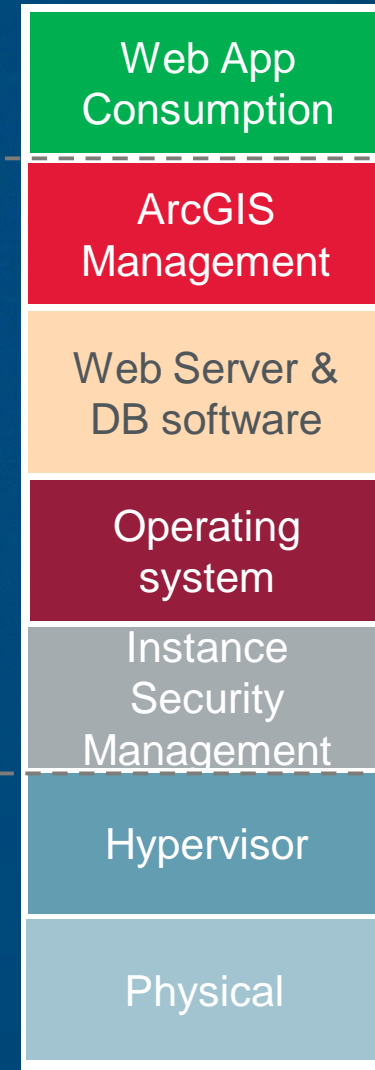 Web App
Consumption
ArcGIS
Management
Web Server &
DB software
Operating
system
Instance
Security
Management
Hypervisor
Physical